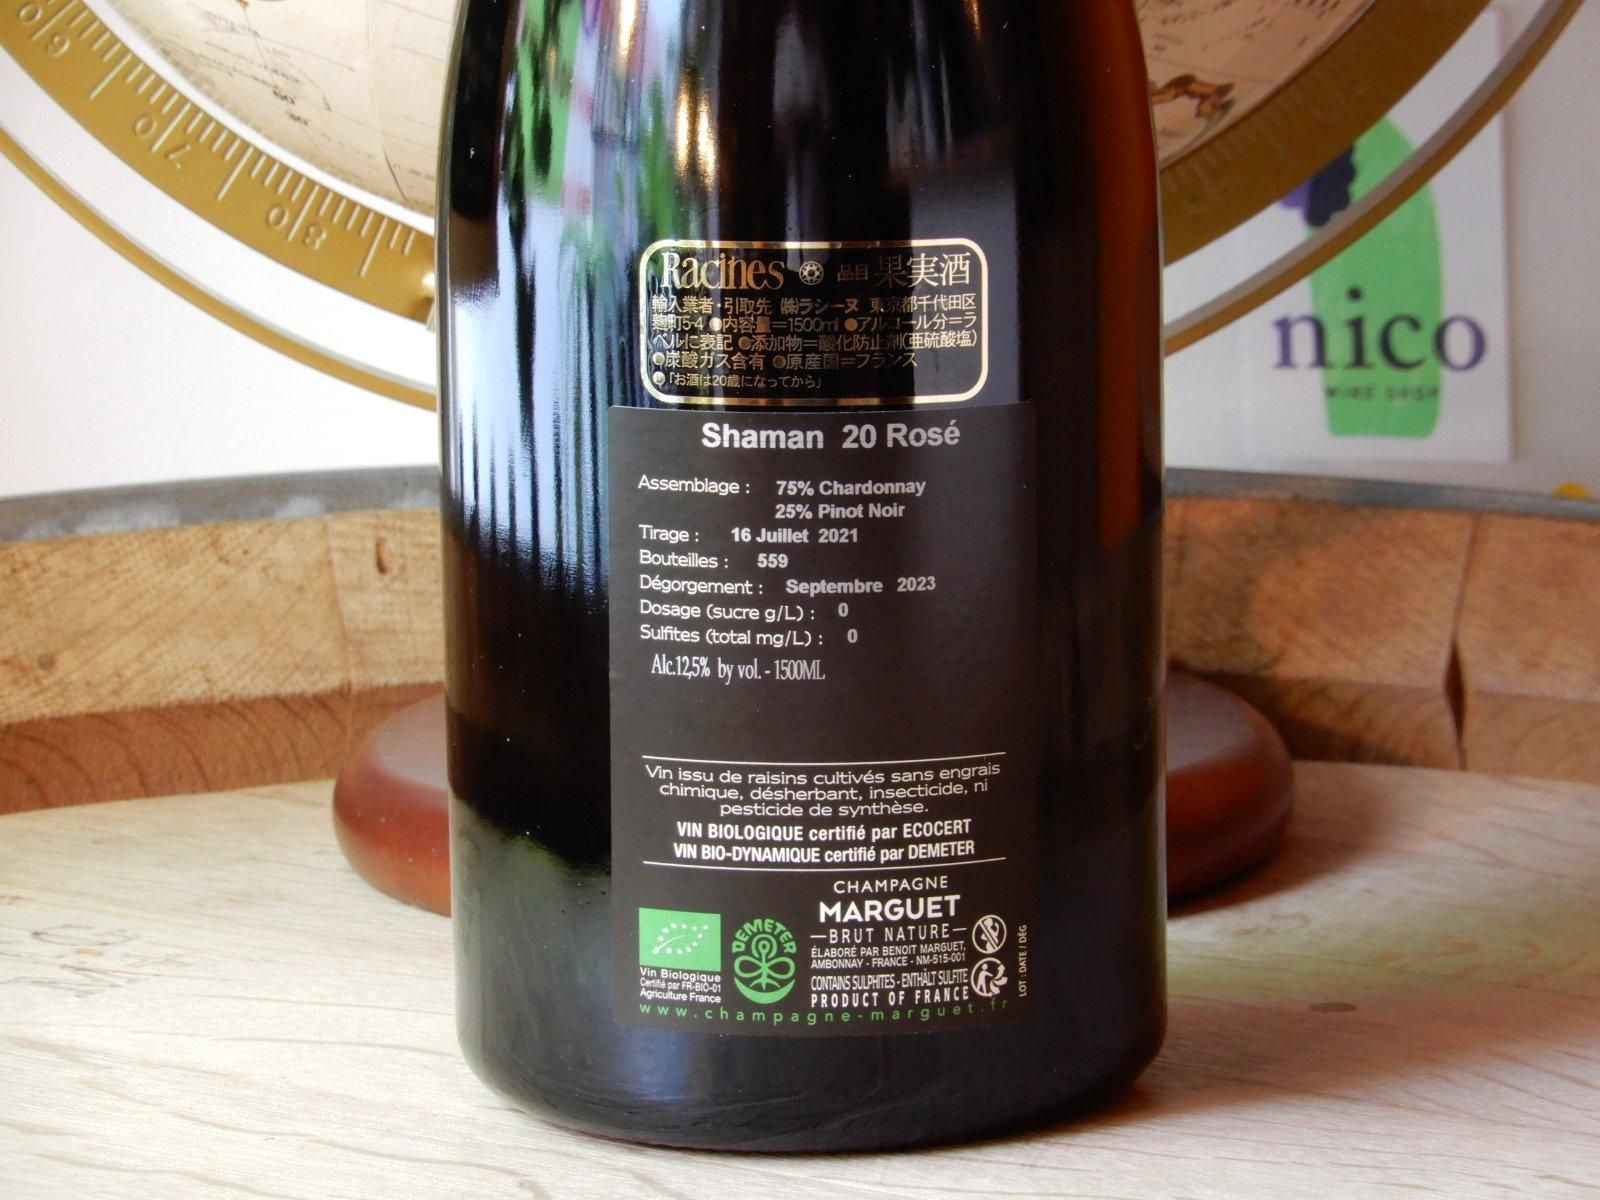 Racines 品目 果実酒
輸入業者・引取先 ㈱ラシーヌ 東京都千代田区
麹町5-4 ●内容量=1500ml ●アルコール分=ラ
ベルに表記 ●添加物=酸化防止剤(亜硫酸塩)
●炭酸ガス含有 ●原産国=フランス
●「お酒は20歳になってから」
Shaman 20 Rosé
Assemblage : 75% Chardonnay
25% Pinot Noir
Tirage : 16 Juillet 2021
Bouteilles : 559
Dégorgement : Septembre 2023
Dosage (sucre g/L) : 0
Sulfites (total mg/L) : 0
Alc.12,5% by vol. - 1500ML
Vin issu de raisins cultivés sans engrais
chimique, désherbant, insecticide, ni
pesticide de synthèse.
VIN BIOLOGIQUE certifié par ECOCERT
VIN BIO-DYNAMIQUE certifié par DEMETER
CHAMPAGNE
MARGUET
—BRUT NATURE—
ÉLABORÉ PAR BENOIT MARGUET,
AMBONNAY - FRANCE - NM-515-001
CONTAINS SULPHITES - ENTHÄLT SULFITE
PRODUCT OF FRANCE
DEMETER
Vin Biologique
Certifié par FR-BIO-01
Agriculture France
www.champagne-marguet.fr
LOT : DATE / DÉG
nico
WINE SHOP
60
70
80
60°
30°